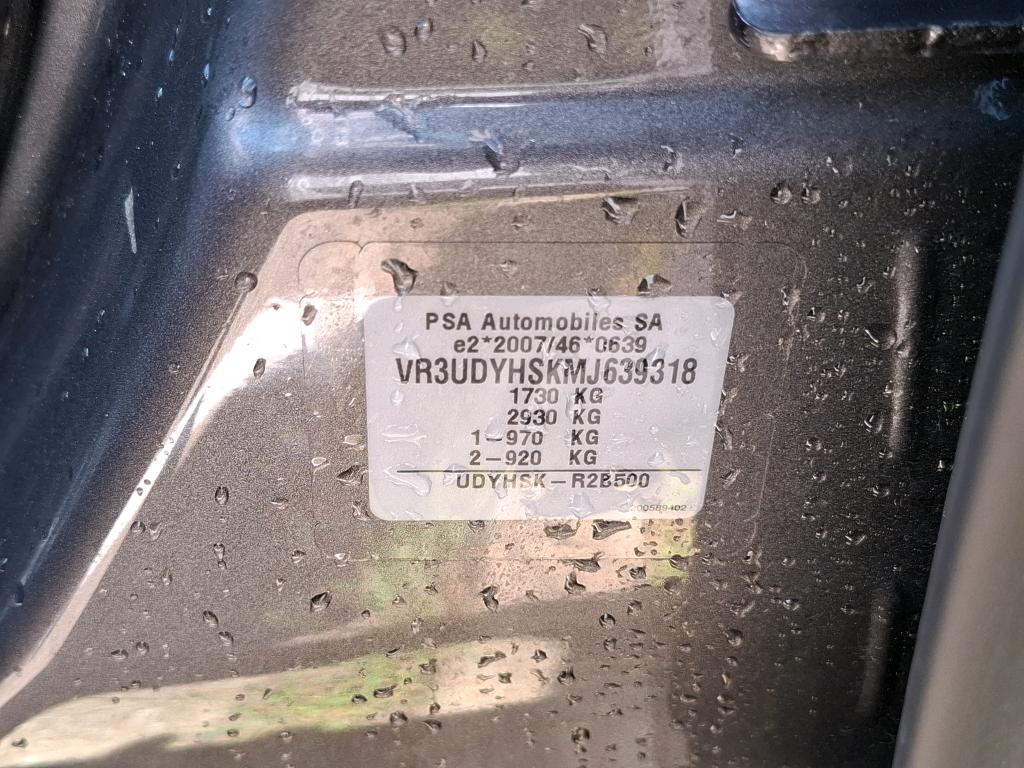 PSA Automobiles SA
e2*2007/46*0639
VR3UDYHSKMJ639318
1730 KG
2930 KG
1-970 KG
2-920 KG
UDYHSK-R2B500
200589402